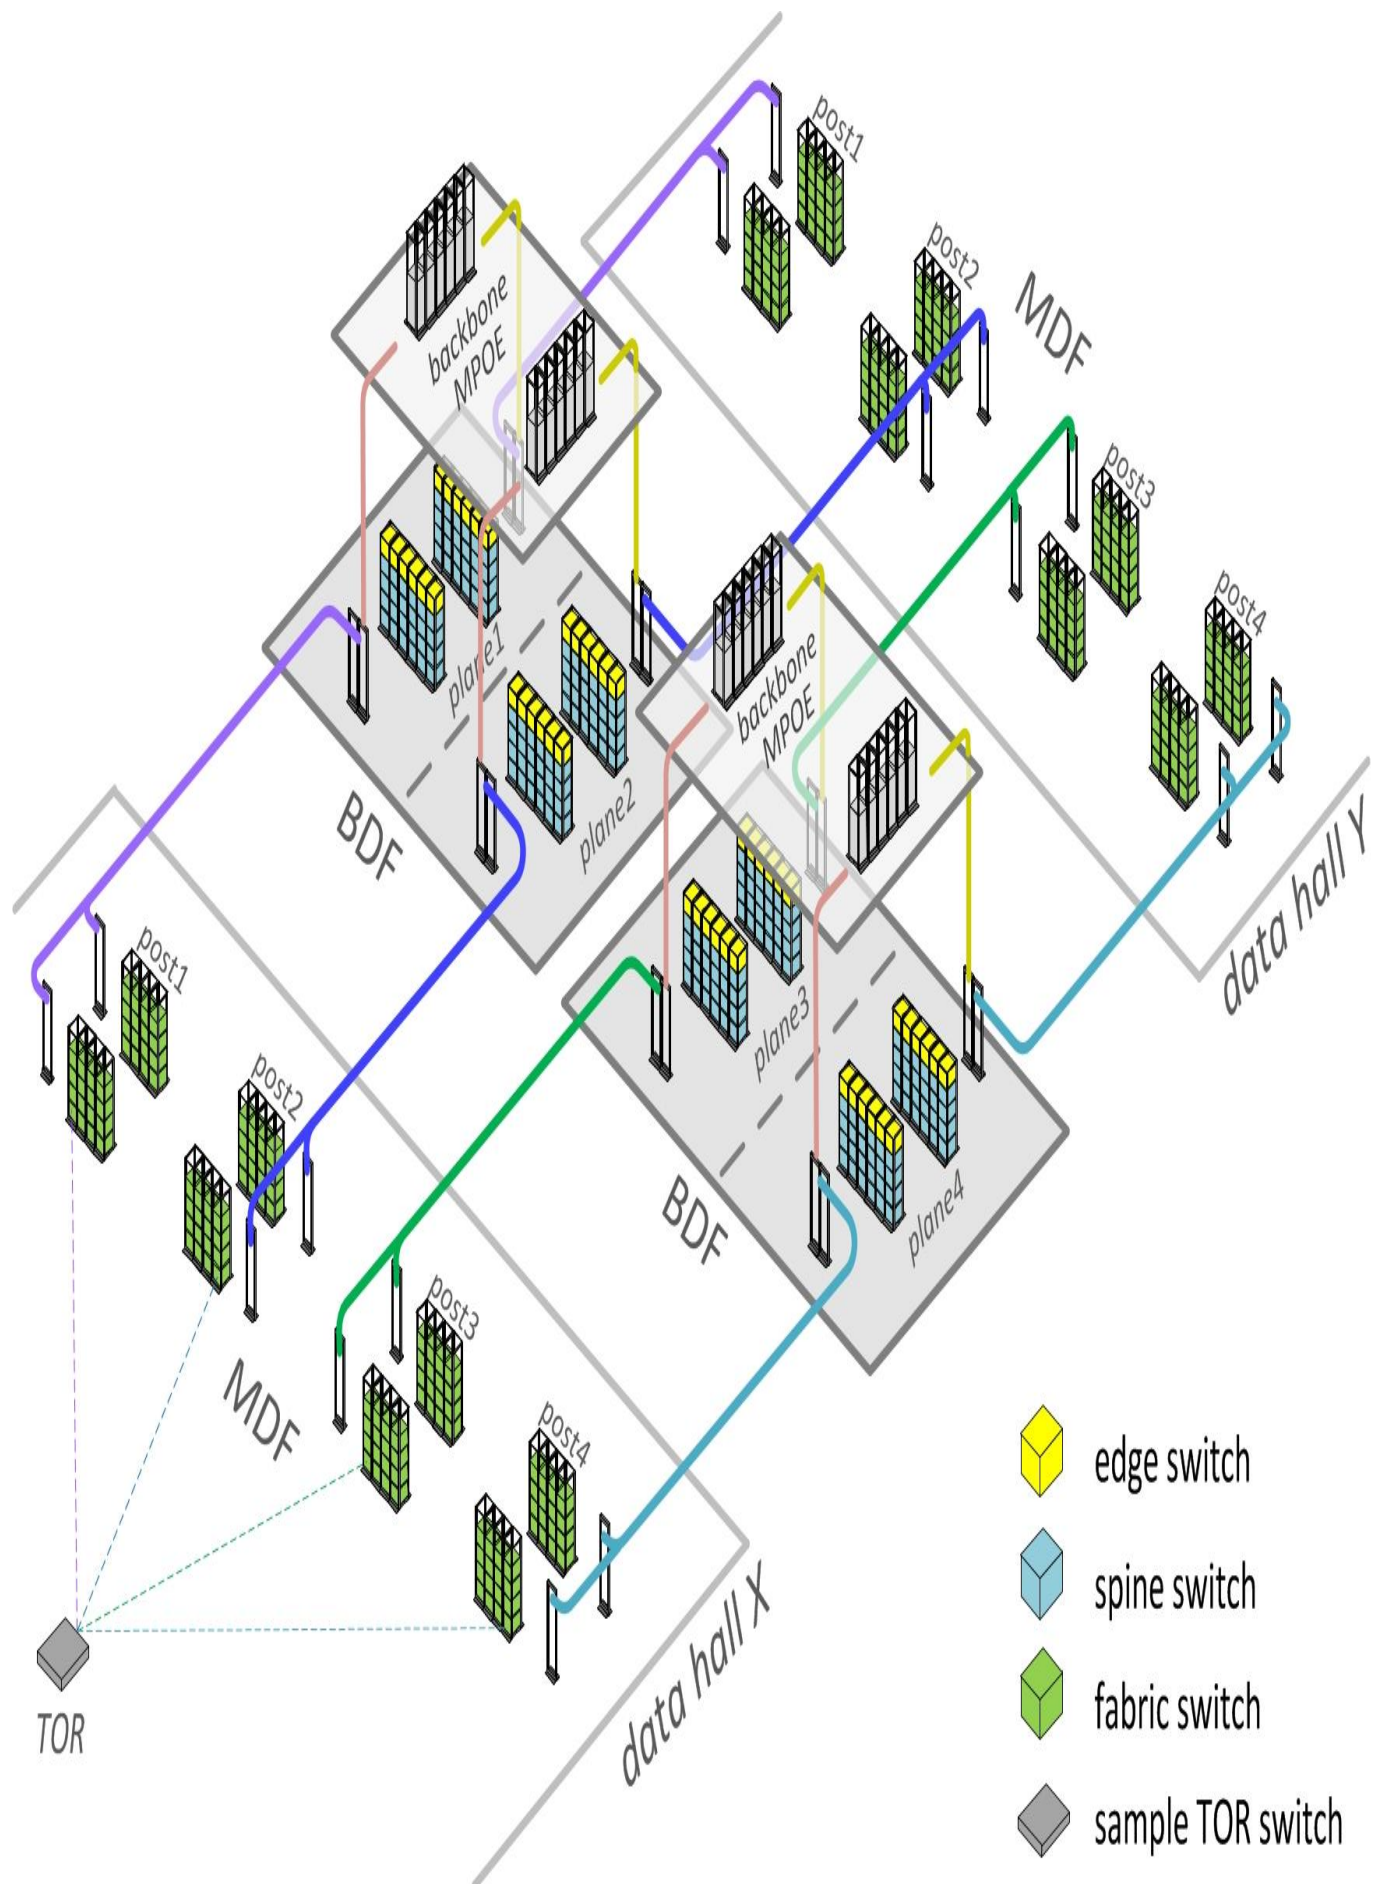 post1
post2
MDF
backbone
MPOE
post3
post4
plane1
backbone
MPOE
plane2
BDF
data hall Y
post1
plane3
post2
BDF
plane4
post3
MDF
post4
edge switch
spine switch
data hall X
fabric switch
TOR
sample TOR switch